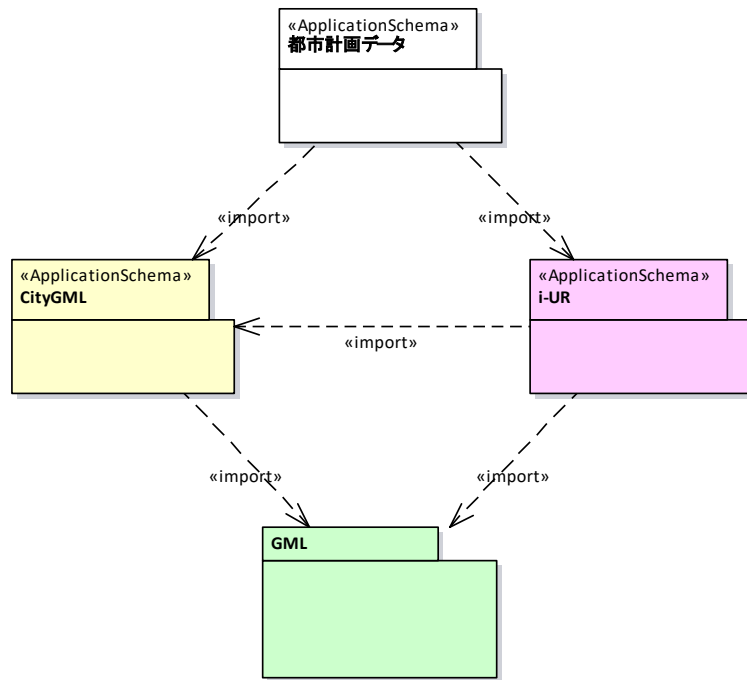 «ApplicationSchema»
都市計画データ
«import»
«import»
«ApplicationSchema»
CityGML
«ApplicationSchema»
i-UR
«import»
«import»
«import»
GML